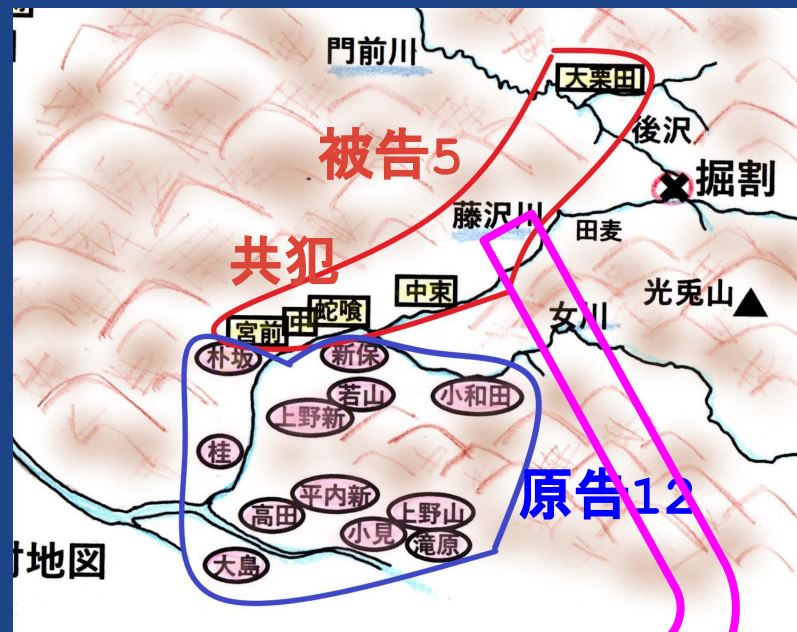 門前川
大栗田
後沢
被告5
掘割
藤沢川
田麦
共犯
中束
光兎山
女川
蛇喰
中
宮前
朴坂
新保
若山
小和田
上野新
桂
平内新
原告12
高田
上野山
小見
滝原
大島
地図